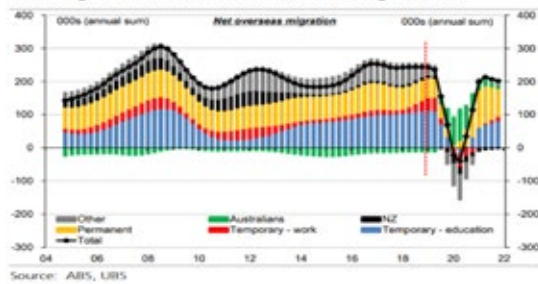 000s (annual sum) Net overseas migration 000s (annual sum)
400 400
300 300
200 200
100 100
0 0
-100 -100
-200 -200
-300 -300
Other Australians NZ
Permanent Temporary - work Temporary - education
Total
04 06 08 10 12 14 16 18 20 22
Source: ABS, UBS